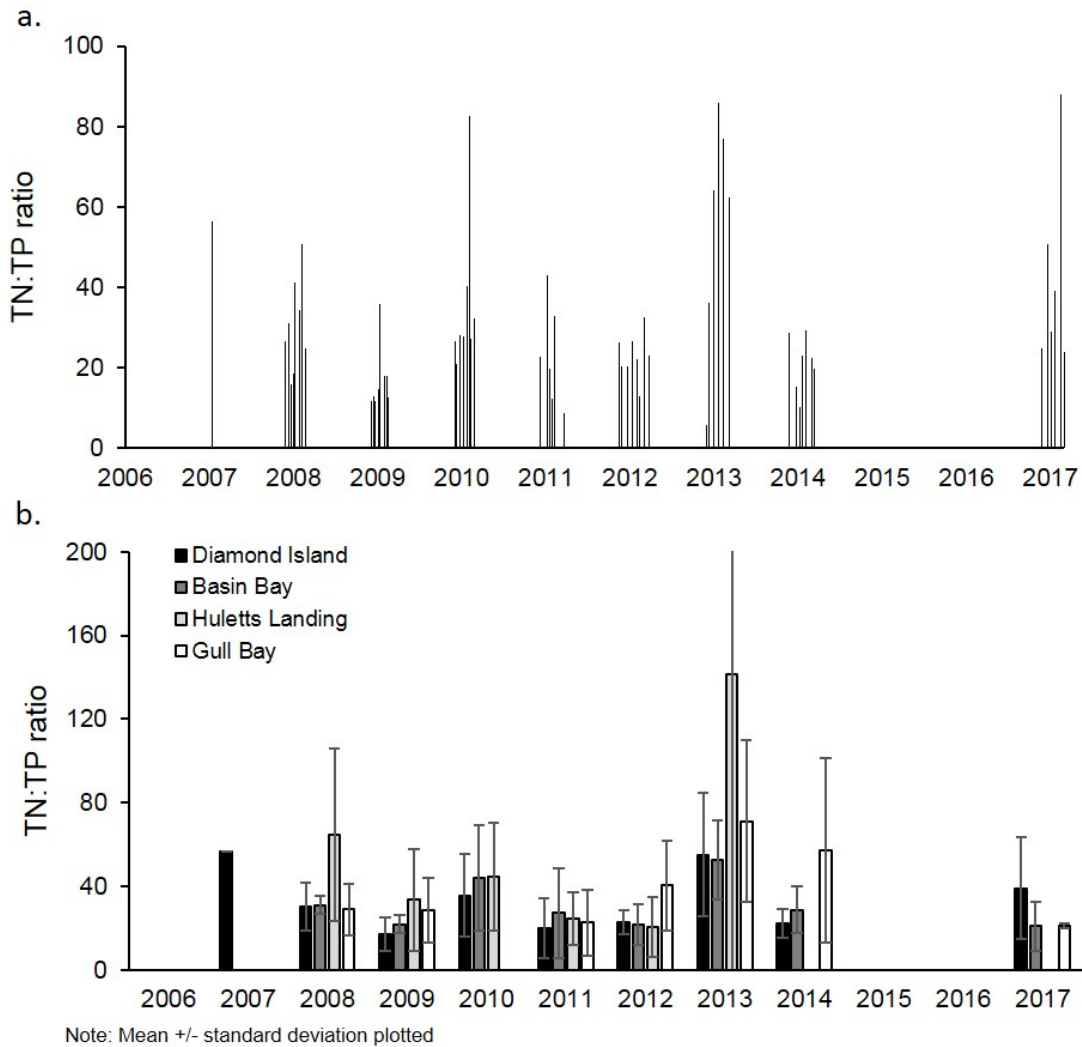 a.
TN:TP ratio
100
80
60
40
20
0
2006 2007 2008 2009 2010 2011 2012 2013 2014 2015 2016 2017
b.
TN:TP ratio
200
160
120
80
40
0
Diamond Island
Basin Bay
Huletts Landing
Gull Bay
2006 2007 2008 2009 2010 2011 2012 2013 2014 2015 2016 2017
Note: Mean +/- standard deviation plotted